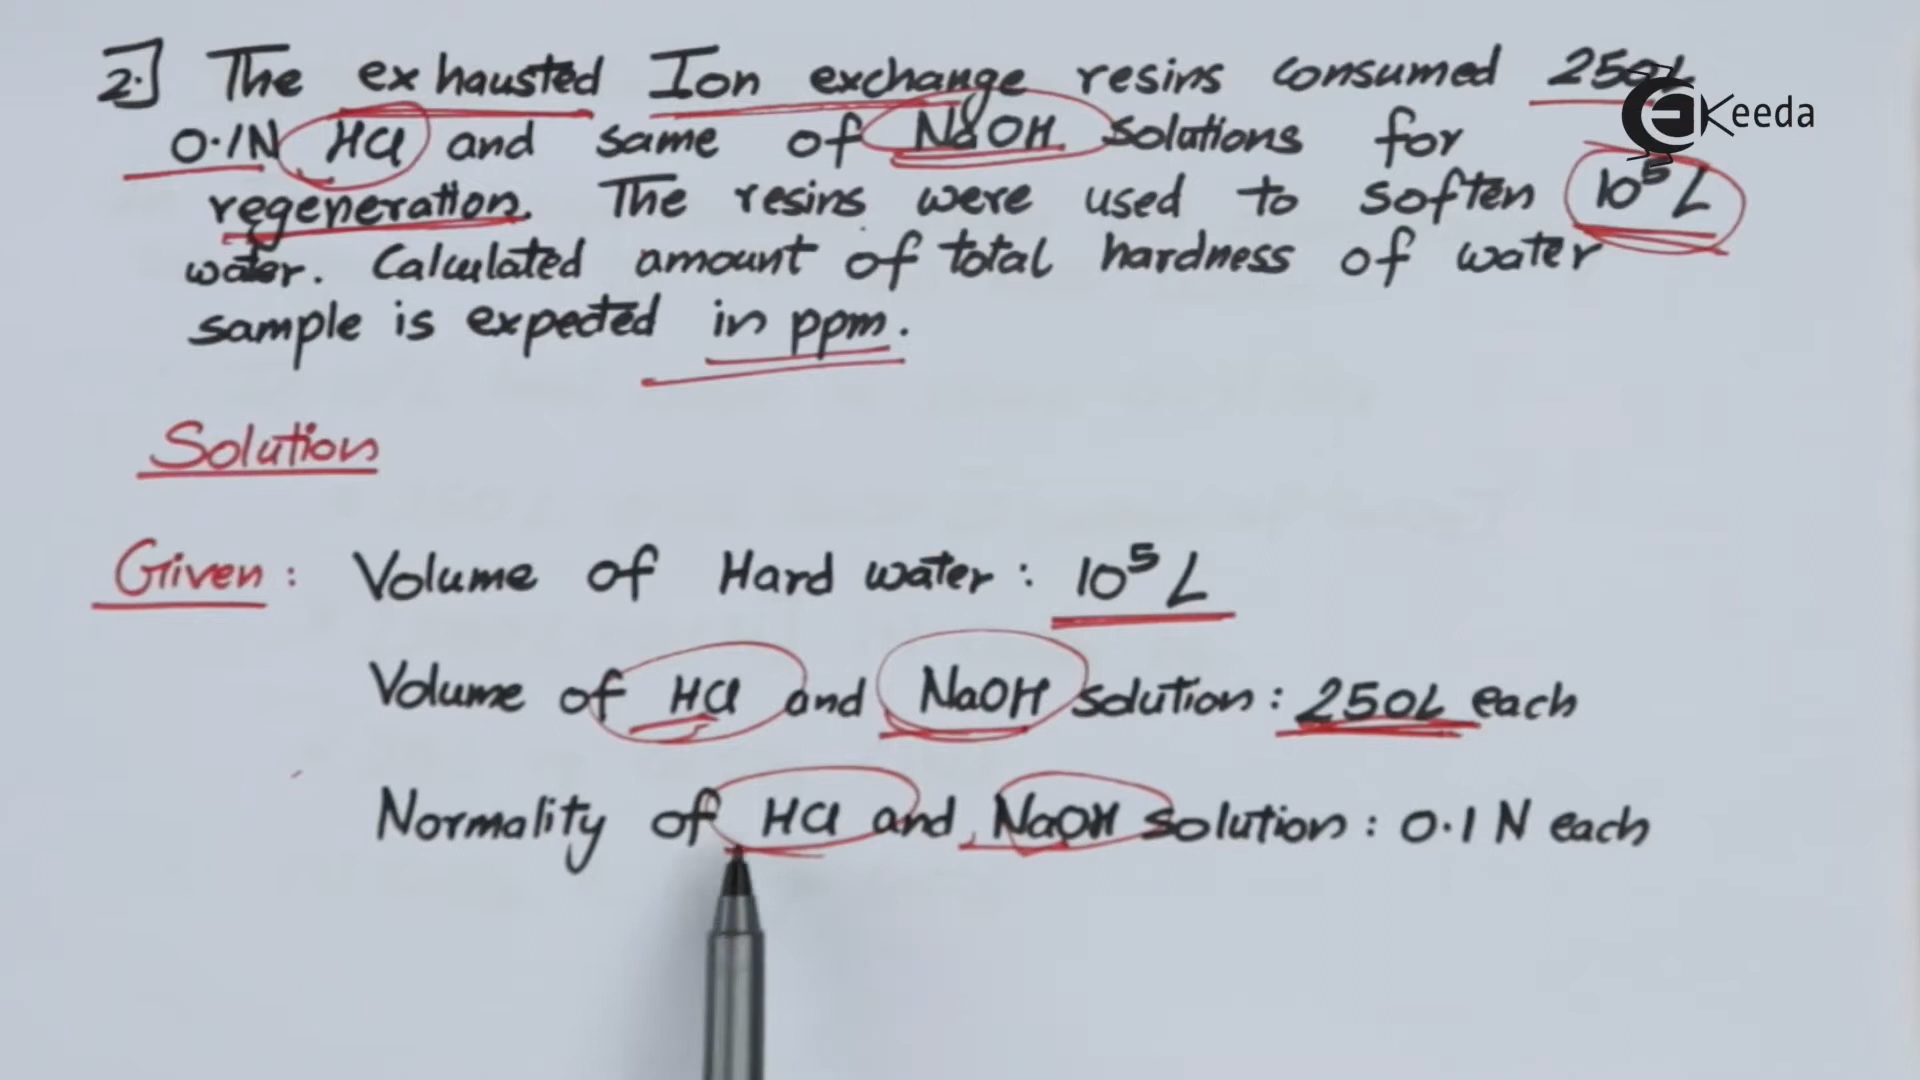 2.] The exhausted Ion exchange resins consumed 250L
0.1N HCl and same of NaOH solutions for
regeneration. The resins were used to soften 10⁵ L
water. Calculated amount of total hardness of water
sample is expected in ppm.
Keeda
Solution
Given: Volume of Hard water: 10⁵ L
Volume of HCl and NaOH solution: 250L each
Normality of HCl and NaOH solution: 0.1 N each